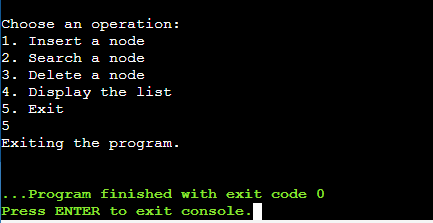 Choose an operation:
1. Insert a node
2. Search a node
3. Delete a node
4. Display the list
5. Exit
5
Exiting the program.
...Program finished with exit code 0
Press ENTER to exit console.